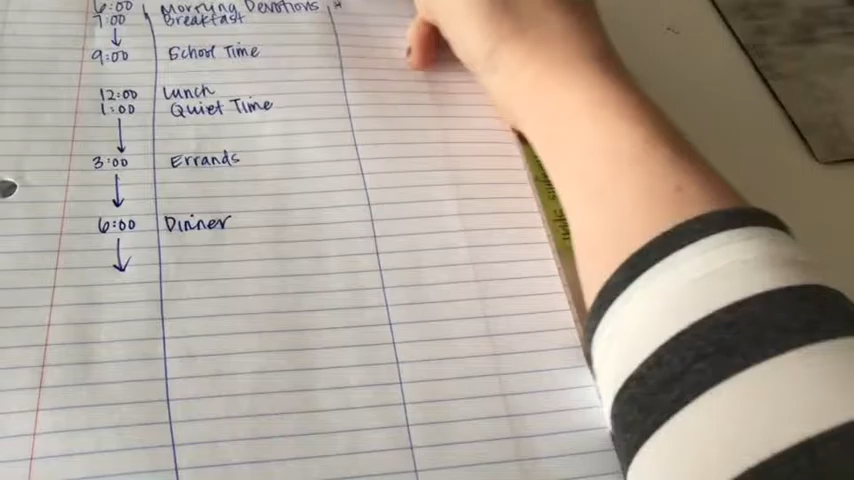 6:00 Morning Devotions
7:00 Breakfast
9:00 School Time
12:00 Lunch
1:00 Quiet Time
3:00 Errands
6:00 Dinner